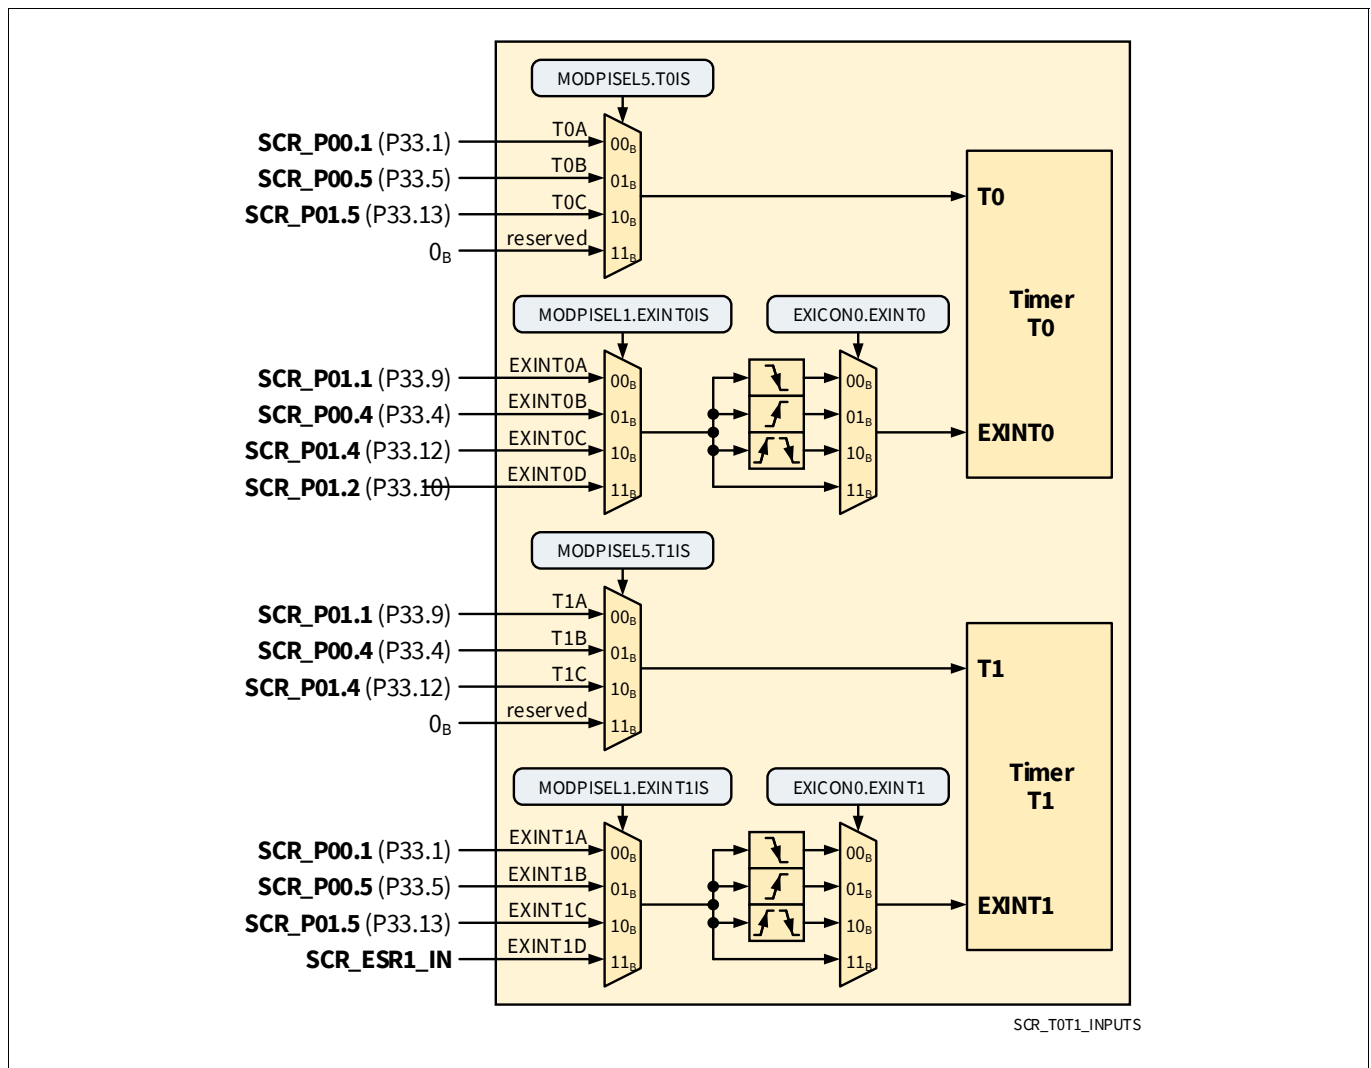 MODPISEL5.T0IS
SCR_P00.1 (P33.1) T0A 00B
SCR_P00.5 (P33.5) T0B 01B
SCR_P01.5 (P33.13) T0C 10B
0B reserved 11B
T0
Timer
T0
MODPISEL1.EXINT0IS EXICON0.EXINT0
SCR_P01.1 (P33.9) EXINT0A 00B 00B
SCR_P00.4 (P33.4) EXINT0B 01B 01B
SCR_P01.4 (P33.12) EXINT0C 10B 10B
SCR_P01.2 (P33.10) EXINT0D 11B 11B
EXINT0
MODPISEL5.T1IS
SCR_P01.1 (P33.9) T1A 00B
SCR_P00.4 (P33.4) T1B 01B
SCR_P01.4 (P33.12) T1C 10B
0B reserved 11B
T1
Timer
T1
MODPISEL1.EXINT1IS EXICON0.EXINT1
SCR_P00.1 (P33.1) EXINT1A 00B 00B
SCR_P00.5 (P33.5) EXINT1B 01B 01B
SCR_P01.5 (P33.13) EXINT1C 10B 10B
SCR_ESR1_IN EXINT1D 11B 11B
EXINT1
SCR_T0T1_INPUTS